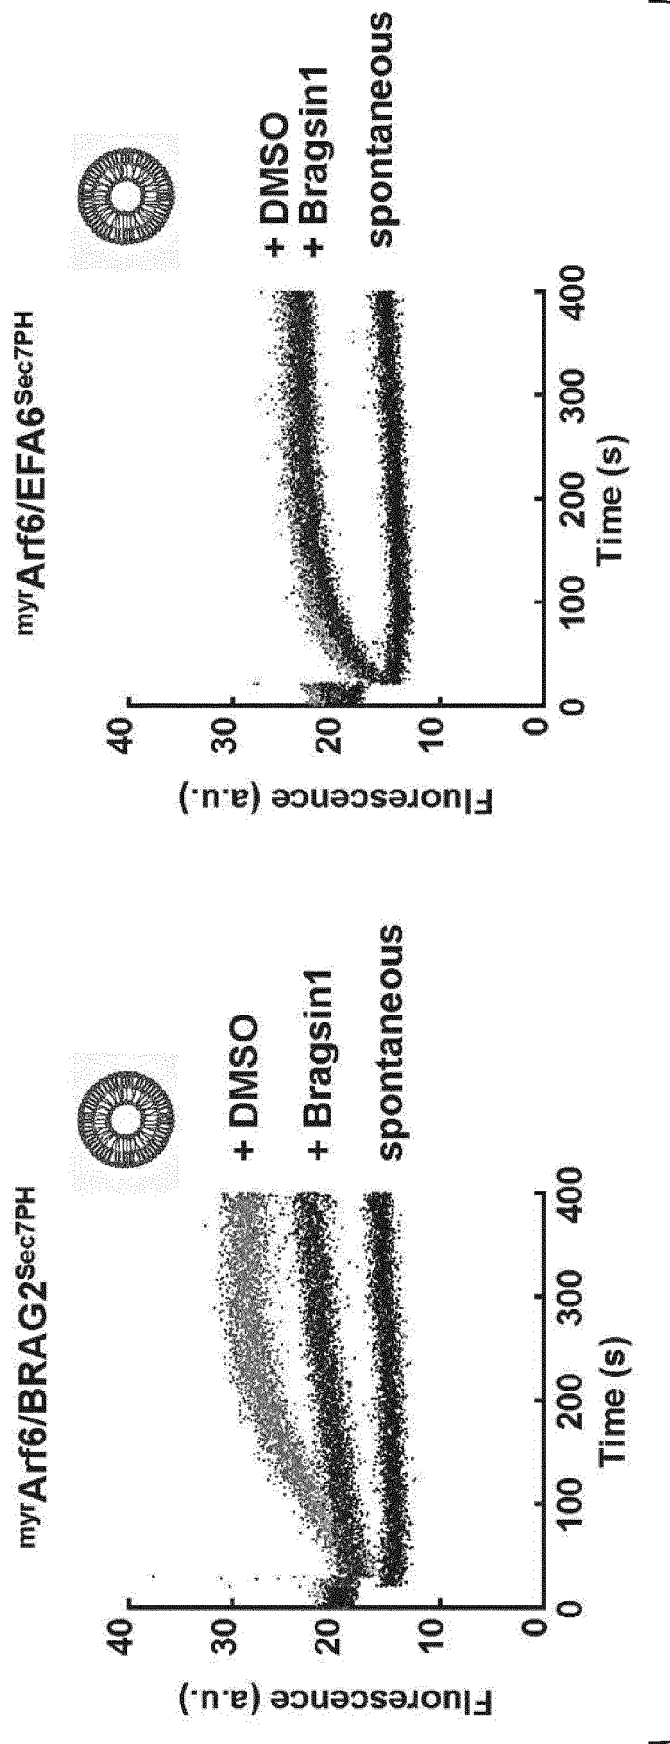 myrArf6/BRAG2Sec7PH
Fluorescence (a.u.)
40
30
20
10
0
0 100 200 300 400
Time (s)
+ DMSO
+ Bragsin1
spontaneous
myrArf6/EFA6Sec7PH
Fluorescence (a.u.)
40
30
20
10
0
0 100 200 300 400
Time (s)
+ DMSO
+ Bragsin1
spontaneous